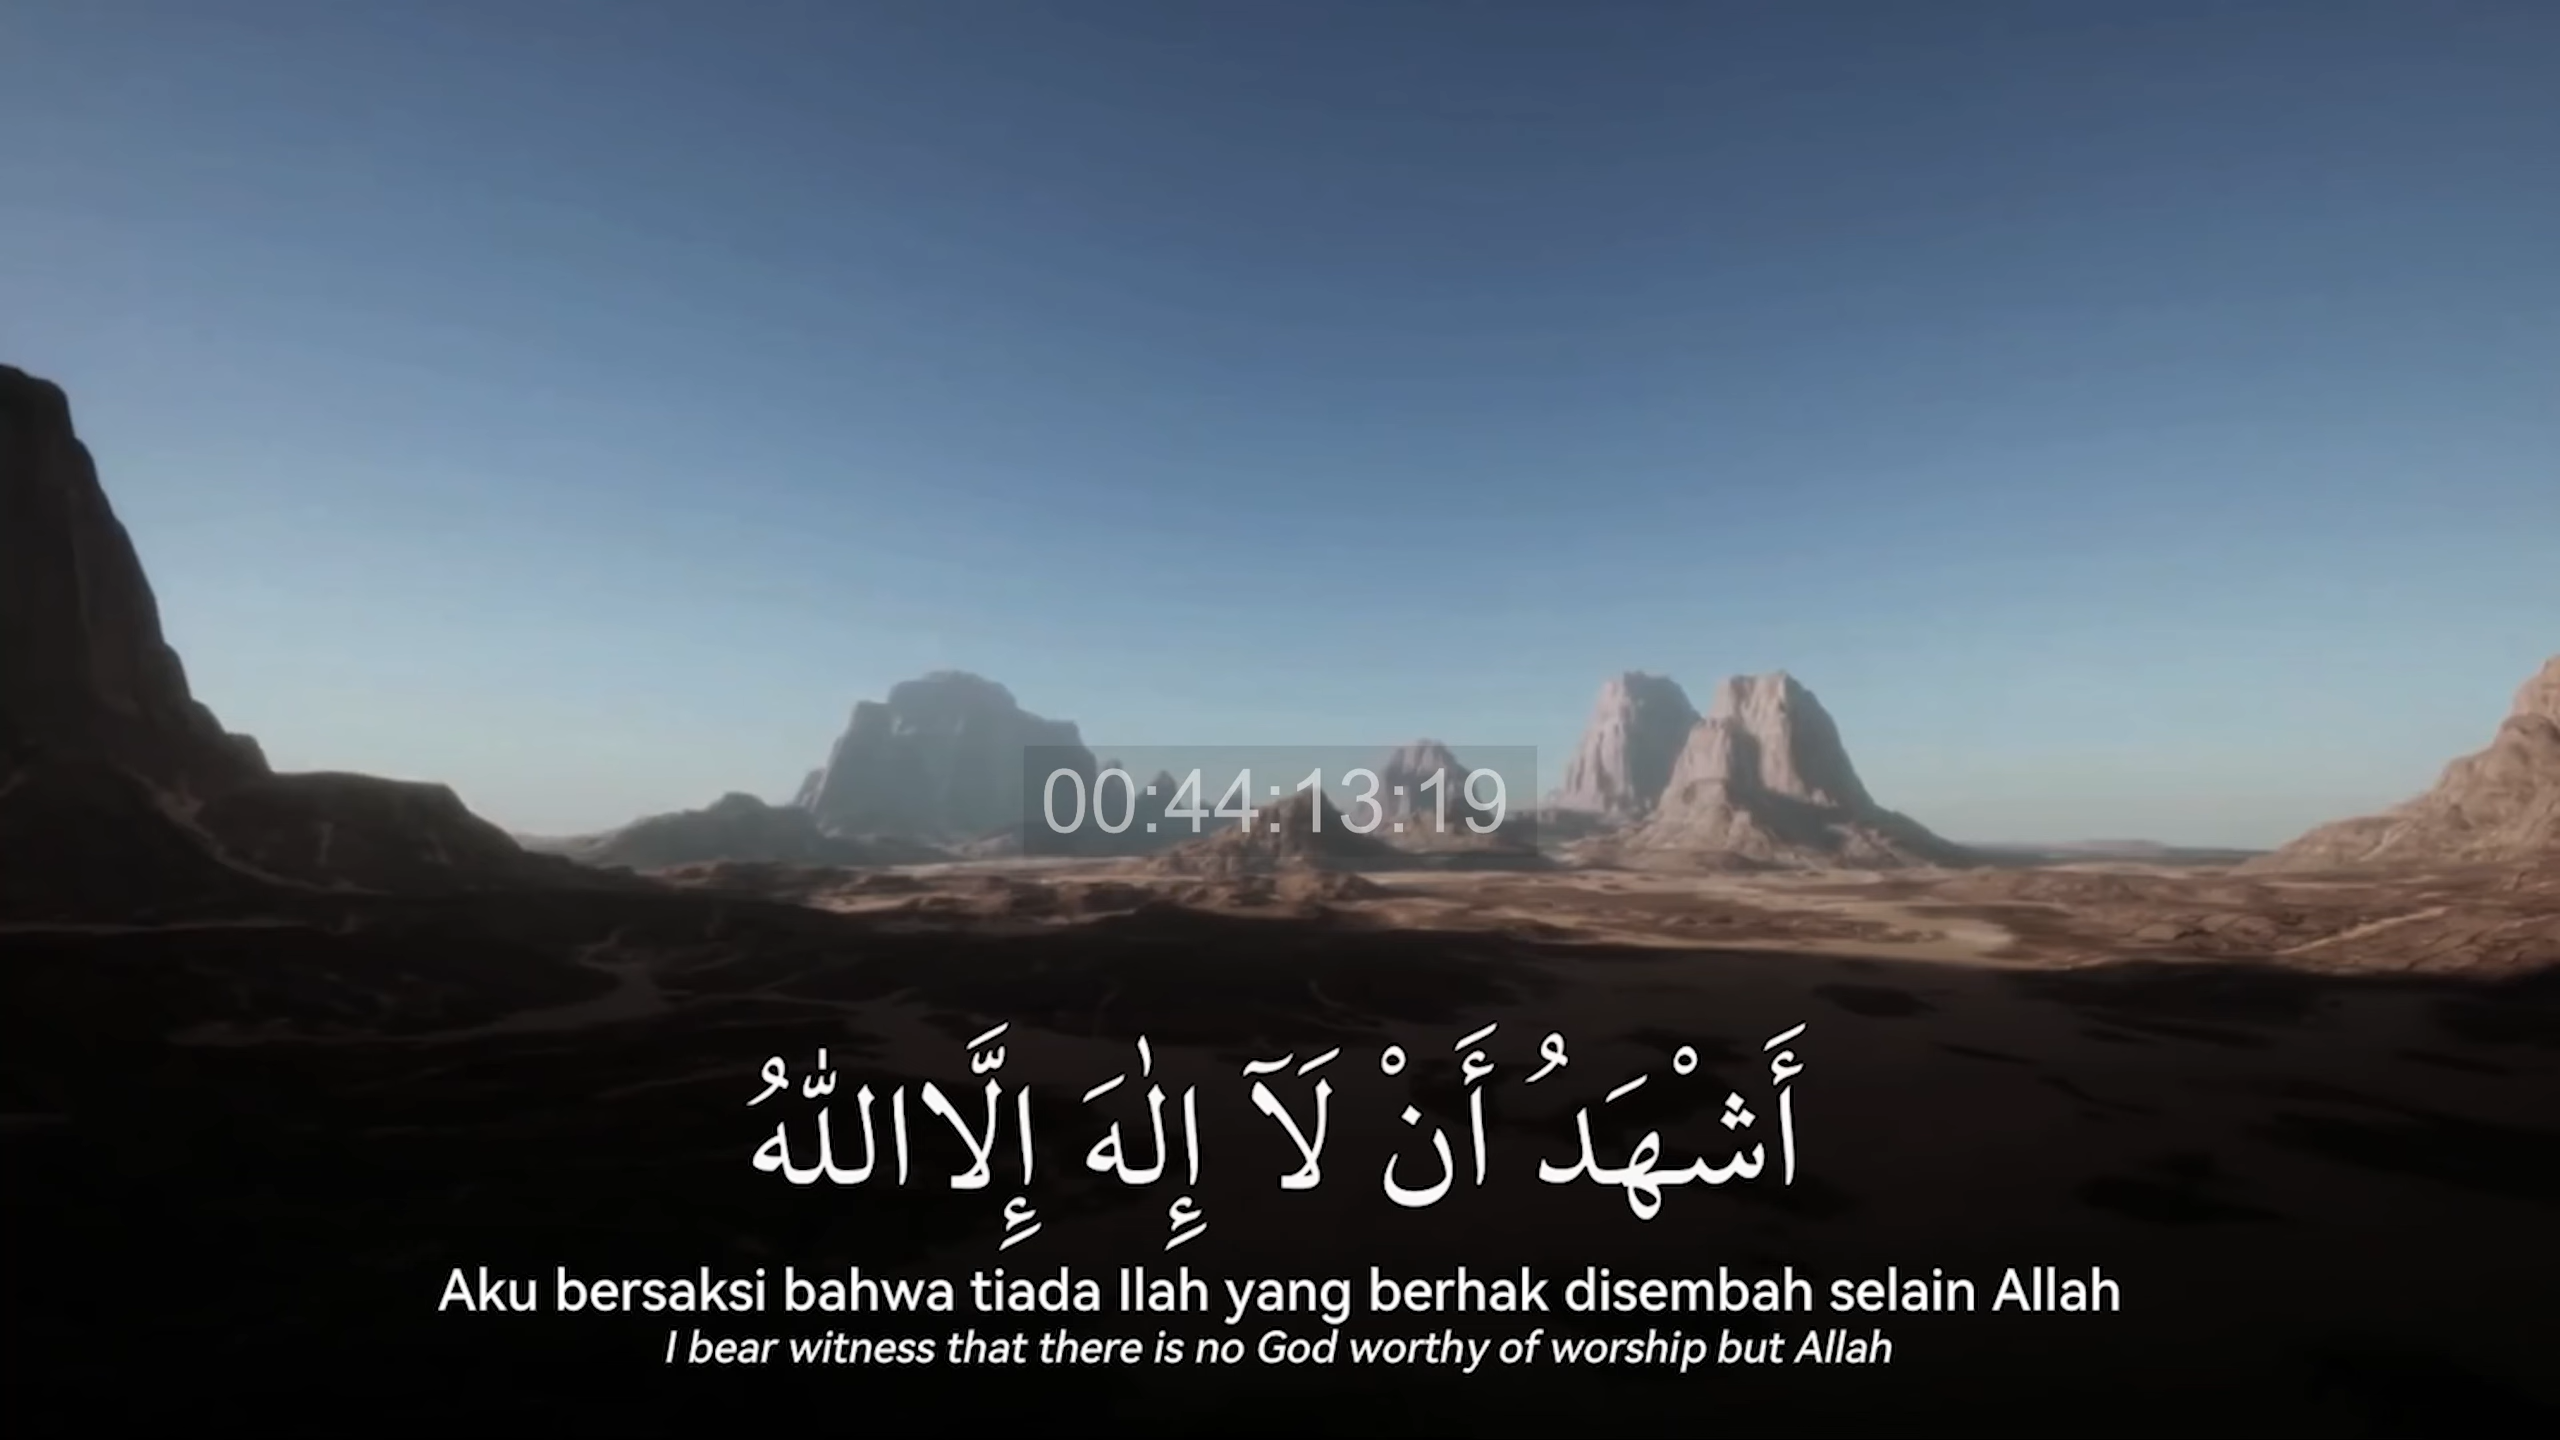 00:44:13:19
أَشْهَدُ أَنْ لَآ إِلٰهَ إِلَّااللّٰهُ
Aku bersaksi bahwa tiada Ilah yang berhak disembah selain Allah
I bear witness that there is no God worthy of worship but Allah